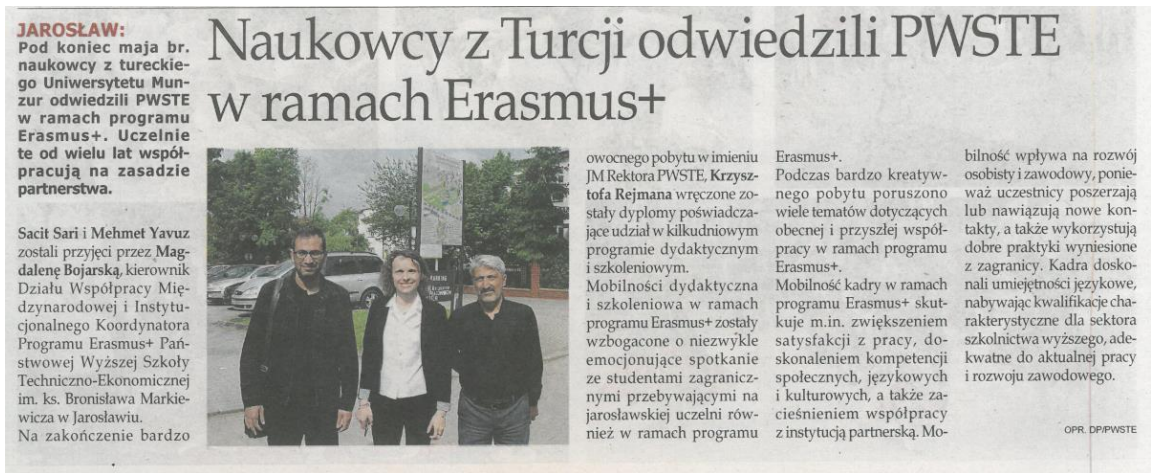 JAROSŁAW:
Pod koniec maja br.
naukowcy z tureckie-
go Uniwersytetu Mun-
zur odwiedzili PWSTE
w ramach programu
Erasmus+. Uczelnie
te od wielu lat współ-
pracują na zasadzie
partnerstwa.
Naukowcy z Turcji odwiedzili PWSTE
w ramach Erasmus+
Sacit Sari i Mehmet Yavuz
zostali przyjęci przez Mag-
dalenę Bojarską, kierownik
Działu Współpracy Mię-
dzynarodowej i Instytu-
cjonalnego Koordynatora
Programu Erasmus+ Pań-
stwowej Wyższej Szkoły
Techniczno-Ekonomicznej
im. ks. Bronisława Markie-
wicza w Jarosławiu.
Na zakończenie bardzo
owocnego pobytu w imieniu
JM Rektora PWSTE, Krzysz-
tofa Rejmana wręczone zo-
stały dyplomy poświadcza-
jące udział w kilkudniowym
programie dydaktycznym
i szkoleniowym.
Mobilności dydaktyczna
i szkoleniowa w ramach
programu Erasmus+ zostały
wzbogacone o niezwykle
emocjonujące spotkanie
ze studentami zagranicz-
nymi przebywającymi na
jarosławskiej uczelni rów-
nież w ramach programu
Erasmus+.
Podczas bardzo kreatyw-
nego pobytu poruszono
wiele tematów dotyczących
obecnej i przyszłej współ-
pracy w ramach programu
Erasmus+.
Mobilność kadry w ramach
programu Erasmus+ skut-
kuje m.in. zwiększeniem
satysfakcji z pracy, do-
skonaleniem kompetencji
społecznych, językowych
i kulturowych, a także za-
cieśnieniem współpracy
z instytucją partnerską. Mo-
bilność wpływa na rozwój
osobisty i zawodowy, ponie-
waż uczestnicy poszerzają
lub nawiązują nowe kon-
takty, a także wykorzystują
dobre praktyki wyniesione
z zagranicy. Kadra dosko-
nali umiejętności językowe,
nabywając kwalifikacje cha-
rakterystyczne dla sektora
szkolnictwa wyższego, ade-
kwatne do aktualnej pracy
i rozwoju zawodowego.
OPR. DP/PWSTE